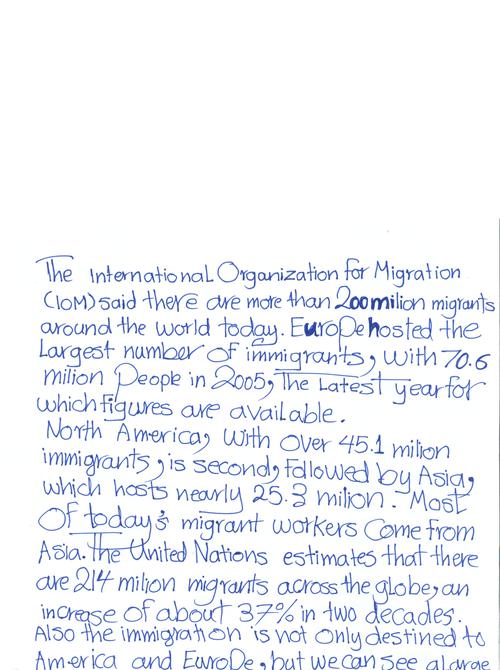 The International Organization for Migration
(IOM) said there are more than 200 milion migrants
around the world today. Europe hosted the
Largest number of immigrants, with 70.6
milion people in 2005, The Latest year for
which figures are available.
North America, with over 45.1 milion
immigrants, is second, followed by Asia,
which hosts nearly 25.3 milion. Most
Of today's migrant workers come from
Asia. the United Nations estimates that there
are 214 milion migrants across the globe, an
increase of about 37% in two decades.
Also the immigration is not only destined to
America and Europe, but we can see a large